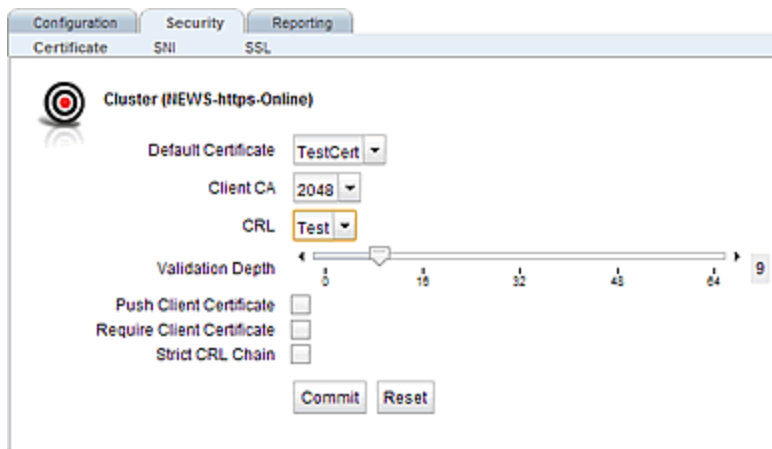 Configuration Security Reporting
Certificate SNI SSL
Cluster (NEWS-https-Online)
Default Certificate TestCert
Client CA 2048
CRL Test
Validation Depth 0 16 32 48 64 9
Push Client Certificate
Require Client Certificate
Strict CRL Chain
Commit Reset